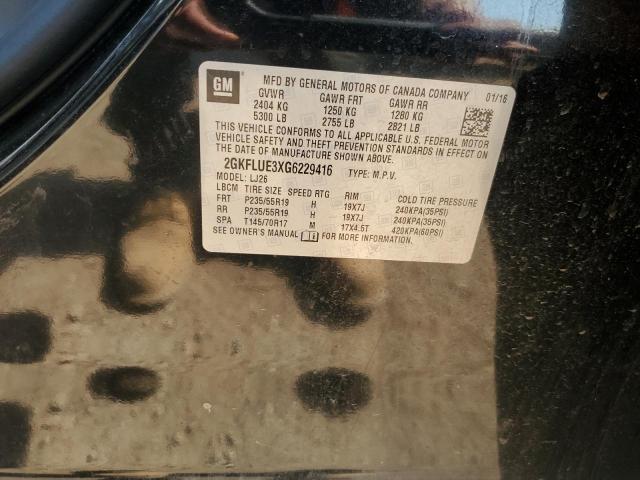 GM
MFD BY GENERAL MOTORS OF CANADA COMPANY 01/16
GVWR GAWR FRT GAWR RR
2404 KG 1250 KG 1280 KG
5300 LB 2755 LB 2821 LB
THIS VEHICLE CONFORMS TO ALL APPLICABLE U.S. FEDERAL MOTOR
VEHICLE SAFETY AND THEFT PREVENTION STANDARDS IN EFFECT ON
THE DATE OF MANUFACTURE SHOWN ABOVE.
2GKFLUE3XG6229416 TYPE: M.P.V.
MODEL: LJ26
LBCM TIRE SIZE SPEED RTG RIM COLD TIRE PRESSURE
FRT P235/55R19 H 19X7J 240KPA(35PSI)
RR P235/55R19 H 19X7J 240KPA(35PSI)
SPA T145/70R17 M 17X4.5T 420KPA(60PSI)
SEE OWNER'S MANUAL FOR MORE INFORMATION.